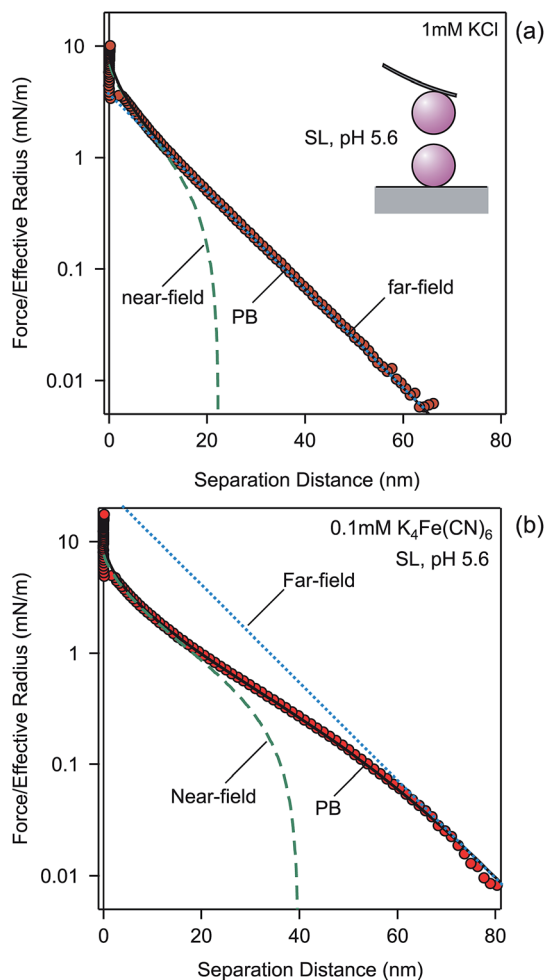 (a)
1mM KCl
SL, pH 5.6
Force/Effective Radius (mN/m)
10
1
0.1
0.01
near-field
PB
far-field
0
20
40
60
80
Separation Distance (nm)
(b)
0.1mM K₄Fe(CN)₆
SL, pH 5.6
Force/Effective Radius (mN/m)
10
1
0.1
0.01
Far-field
Near-field
PB
0
20
40
60
80
Separation Distance (nm)